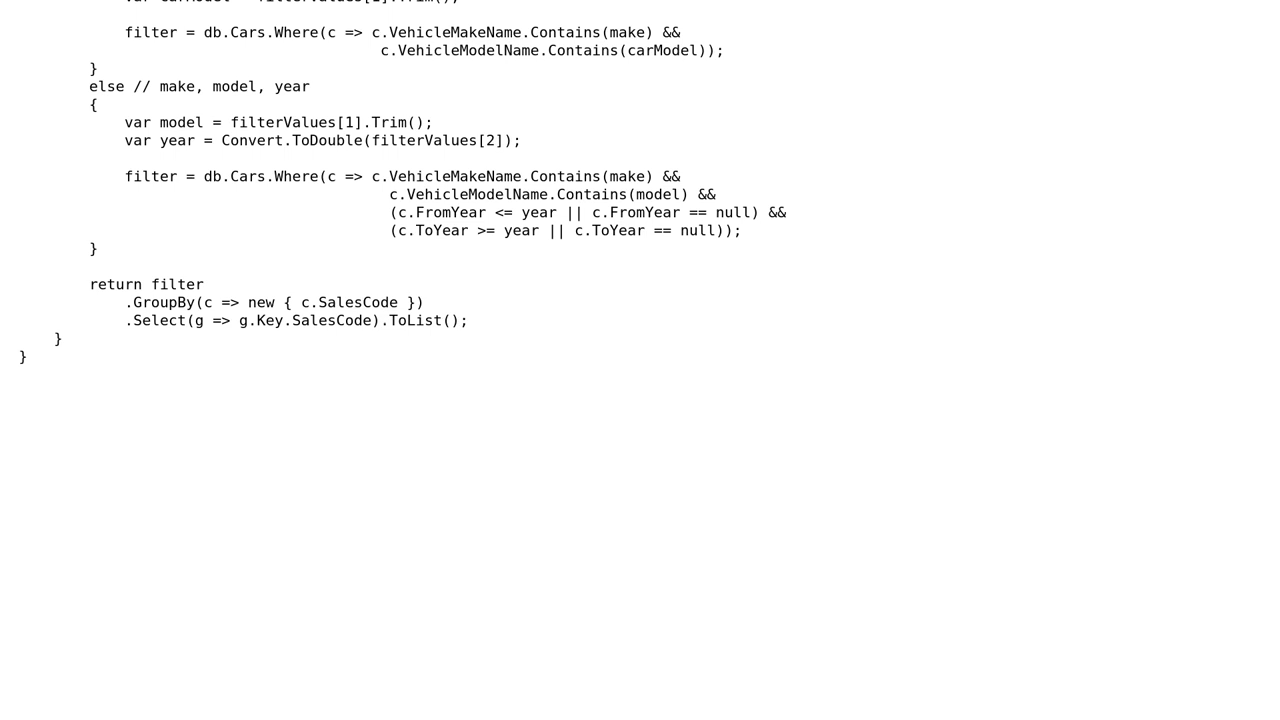 filter = db.Cars.Where(c => c.VehicleMakeName.Contains(make) &&
c.VehicleModelName.Contains(carModel));
}
else // make, model, year
{
var model = filterValues[1].Trim();
var year = Convert.ToDouble(filterValues[2]);
filter = db.Cars.Where(c => c.VehicleMakeName.Contains(make) &&
c.VehicleModelName.Contains(model) &&
(c.FromYear <= year || c.FromYear == null) &&
(c.ToYear >= year || c.ToYear == null));
}
return filter
.GroupBy(c => new { c.SalesCode })
.Select(g => g.Key.SalesCode).ToList();
}
}